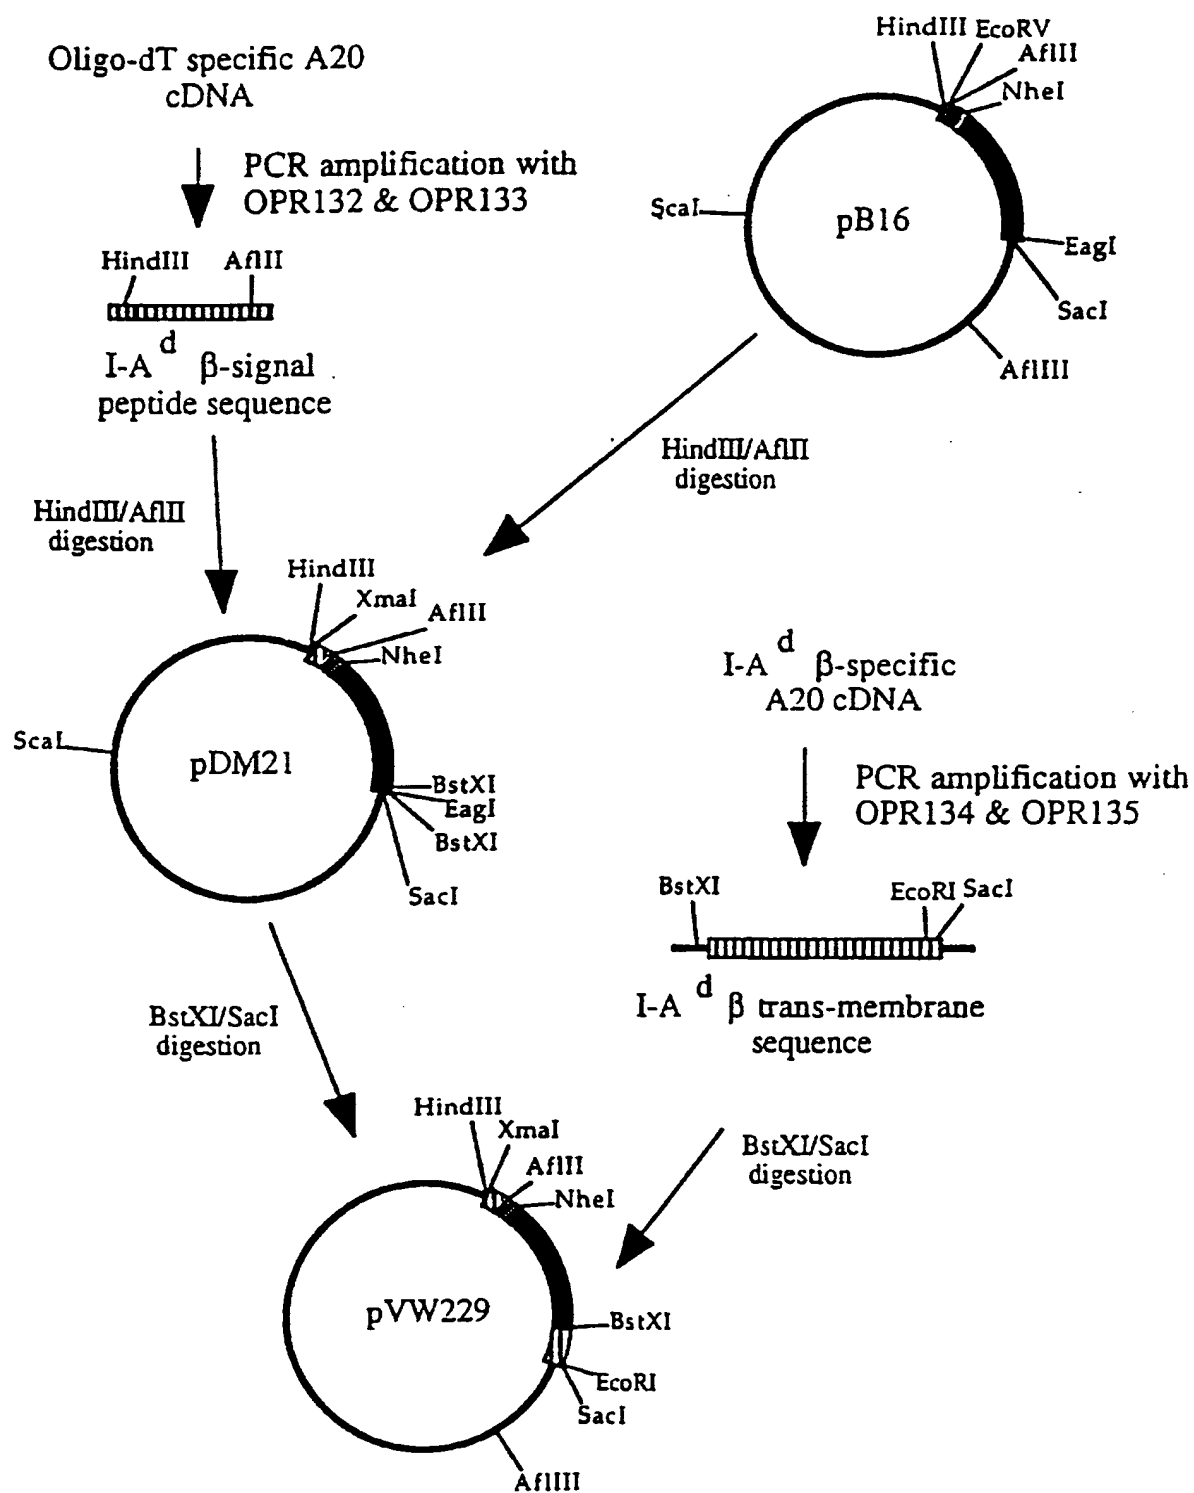 Oligo-dT specific A20
cDNA
PCR amplification with
OPR132 & OPR133
HindIII AflII
I-A d β-signal
peptide sequence
HindIII/AflII
digestion
HindIII EcoRV
AflII
NheI
ScaI
pB16
EagI
SacI
AflIII
HindIII/AflII
digestion
HindIII
XmaI
AflII
NheI
ScaI
pDM21
BstXI
EagI
BstXI
SacI
I-A d β-specific
A20 cDNA
PCR amplification with
OPR134 & OPR135
BstXI EcoRI SacI
I-A d β trans-membrane
sequence
BstXI/SacI
digestion
BstXI/SacI
digestion
HindIII
XmaI
AflII
NheI
pVW229
BstXI
EcoRI
SacI
AflIII